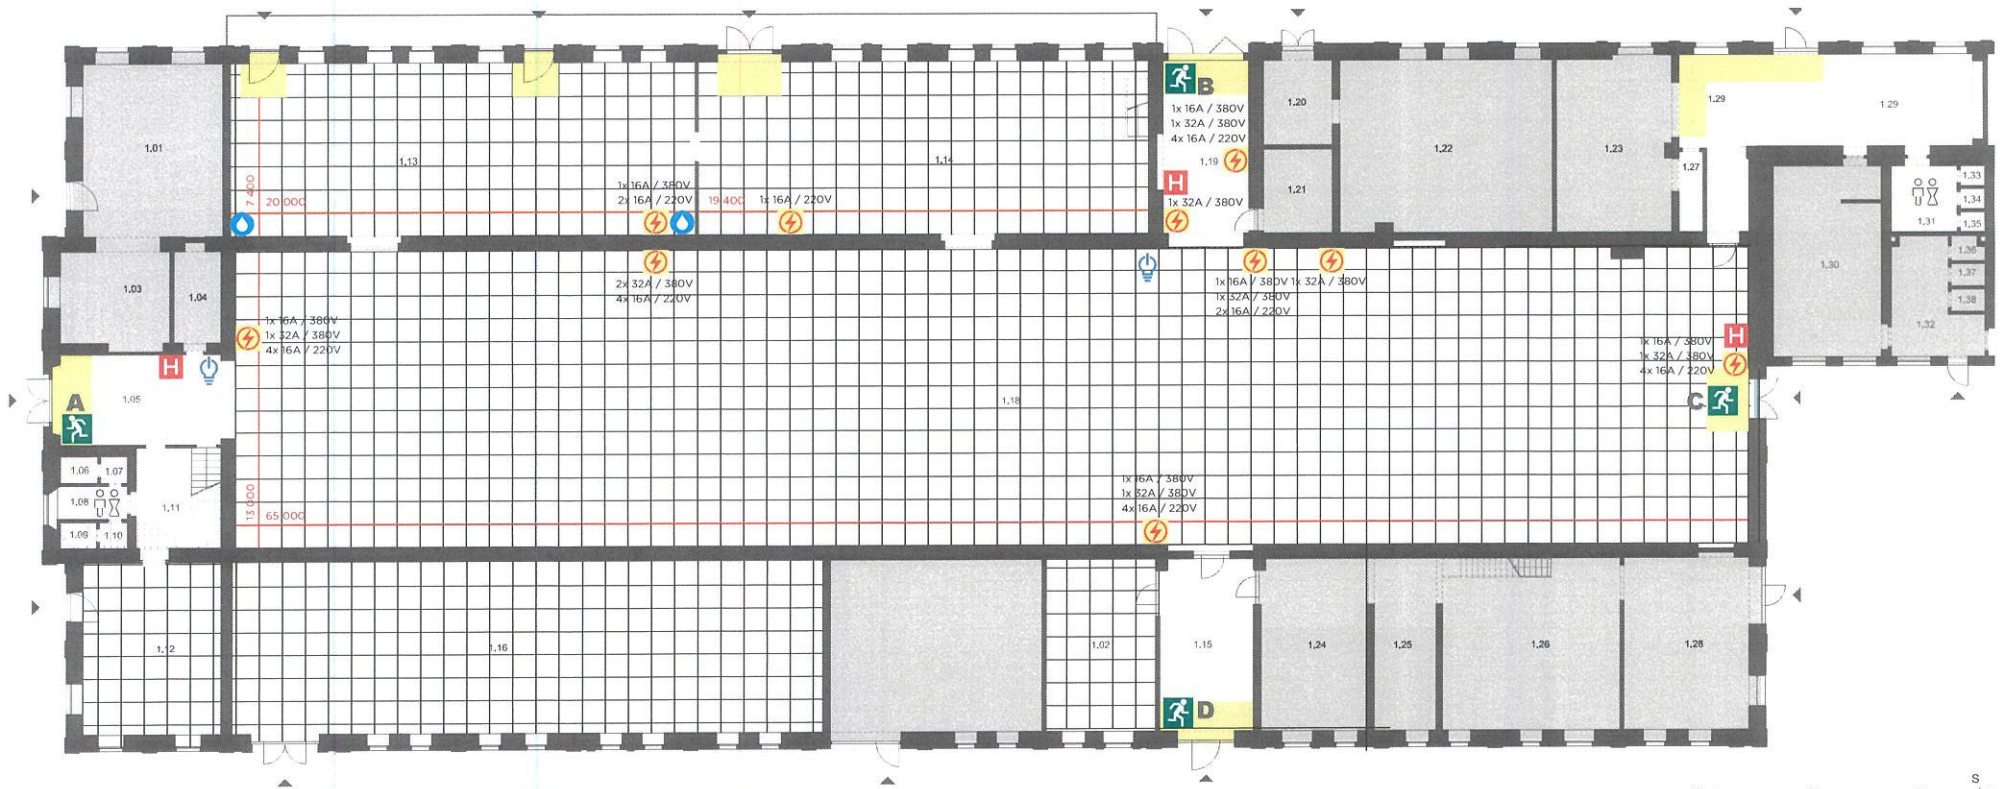 B
1x 16A / 380V
1x 32A / 380V
4x 16A / 220V
1.19
H
1x 32A / 380V
1.20
1.21
1.22
1.23
1.29
1.29
1.27
1.33
1.34
1.35
1.31
1.36
1.37
1.38
1.30
1.32
1.01
1.13
7 400
20 000
1x 16A / 380V
2x 16A / 220V
19 400
1x 16A / 220V
1.14
1.03
1.04
2x 32A / 380V
4x 16A / 220V
1x 16A / 380V
1x 32A / 380V
2x 16A / 220V
1x 32A / 380V
1x 16A / 380V
1x 32A / 380V
4x 16A / 220V
H
1x 16A / 380V
1x 32A / 380V
4x 16A / 220V
C
H
A
1.05
1.18
1.06
1.07
1.08
1.09
1.10
1.11
13 000
65 000
1x 16A / 380V
1x 32A / 380V
4x 16A / 220V
1.12
1.16
1.02
1.15
D
1.24
1.25
1.26
1.28
S